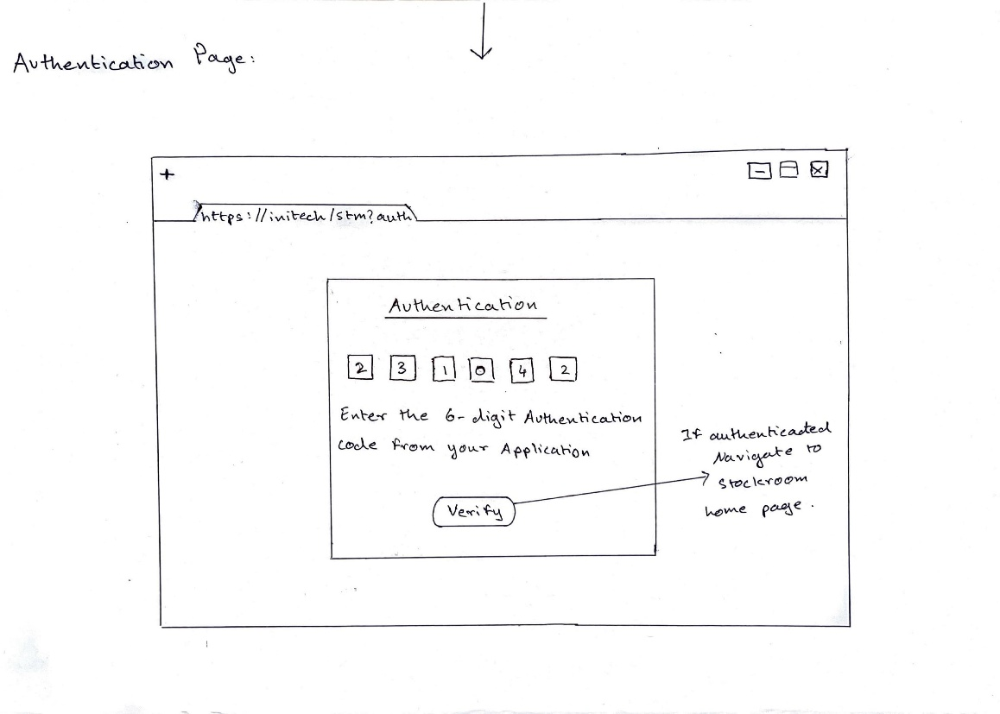 Authentication Page:
+
https://initech/stm?auth
Authentication
2 3 1 0 4 2
Enter the 6-digit Authentication
code from your Application
Verify
If authenticacted
Navigate to
stockroom
home page.